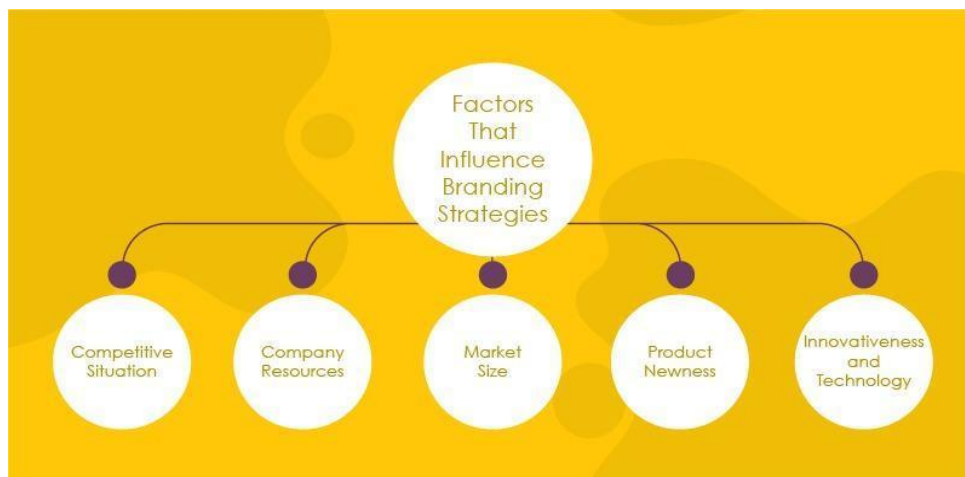 Factors
That
Influence
Branding
Strategies
Competitive
Situation
Company
Resources
Market
Size
Product
Newness
Innovativeness
and
Technology